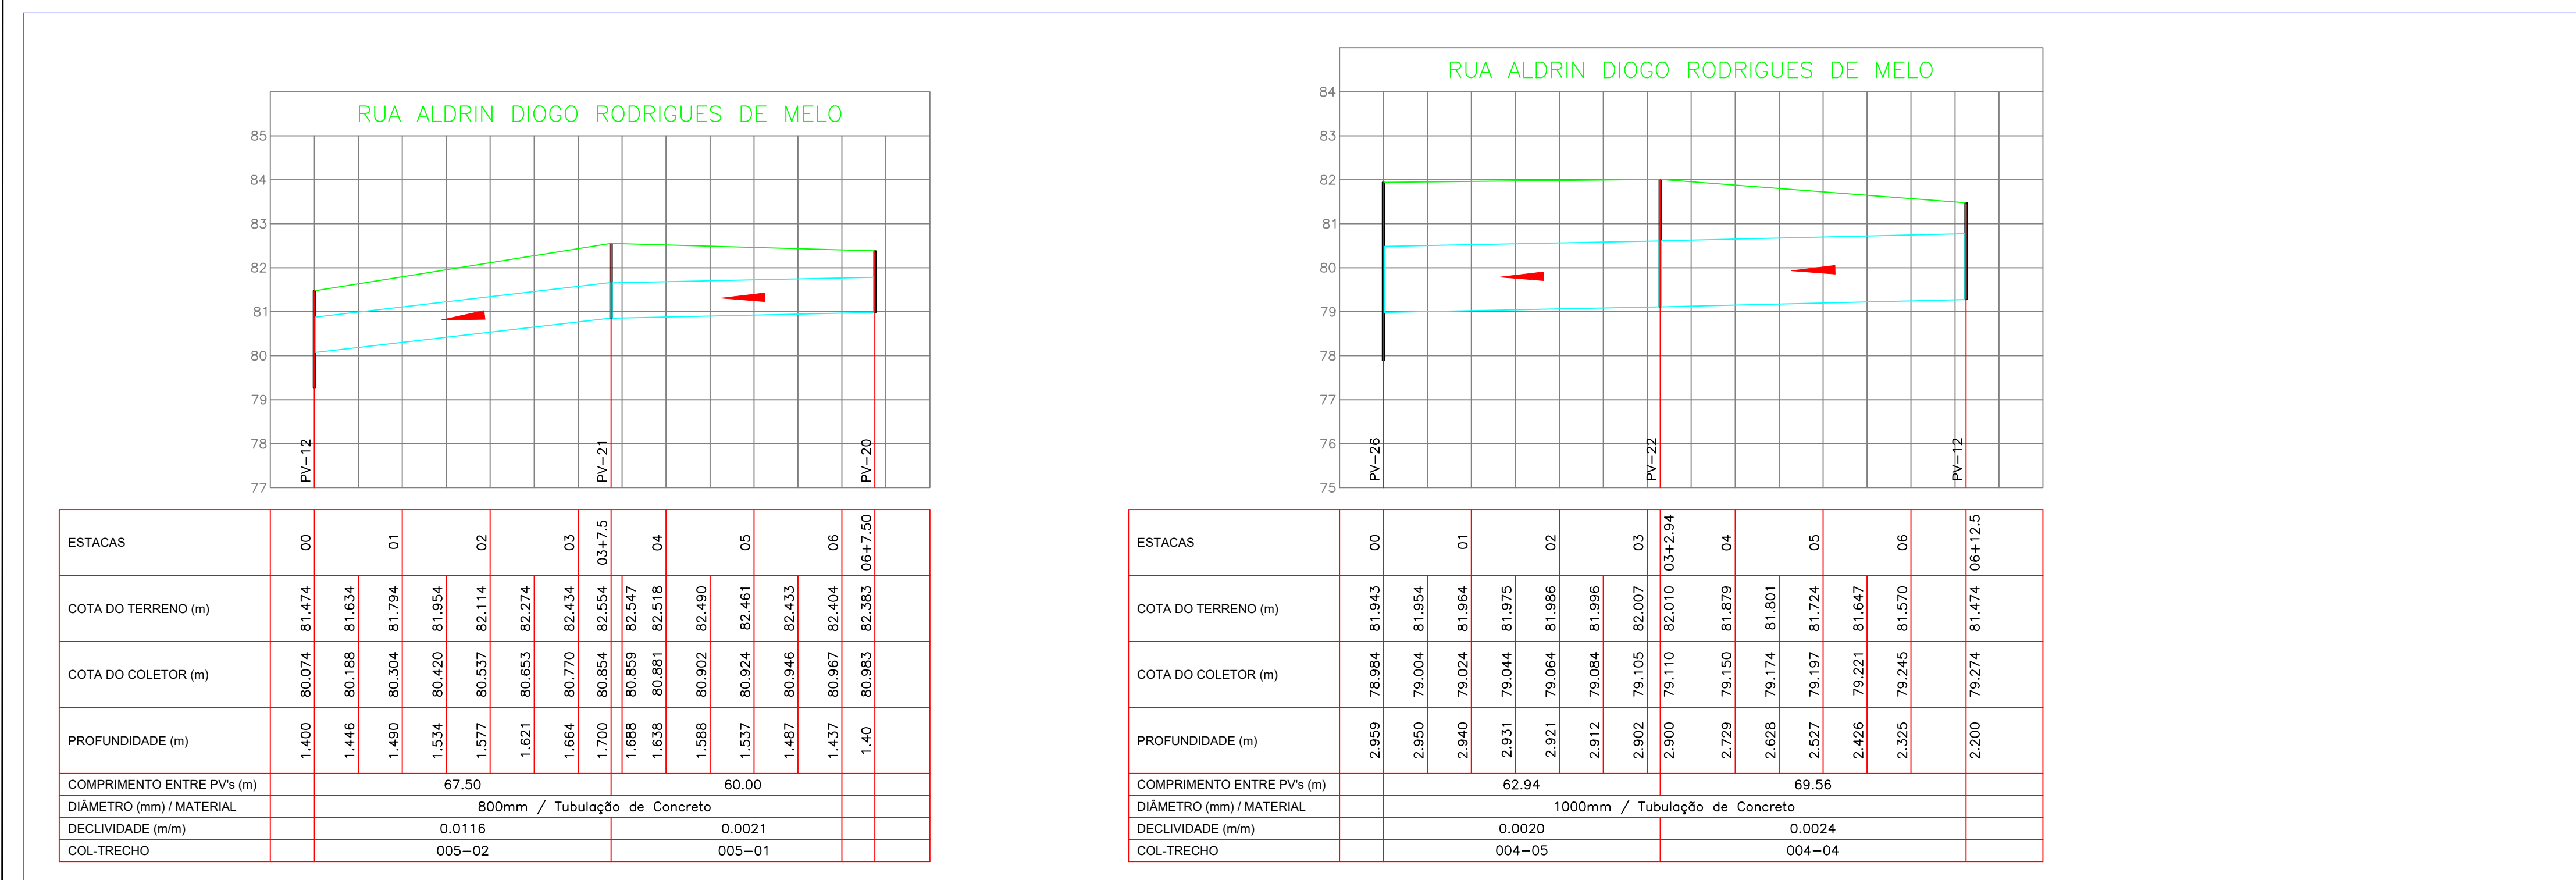 RUA ALDRIN DIOGO RODRIGUES DE MELO
85
84
83
82
81
80
79
78
77
PV-12
PV-21
PV-20
ESTACAS 00 01 02 03 03+7.5 04 05 06 06+7.50
COTA DO TERRENO (m) 81.474 81.634 81.794 81.954 82.114 82.274 82.434 82.554 82.547 82.518 82.490 82.461 82.433 82.404 82.383
COTA DO COLETOR (m) 80.074 80.188 80.304 80.420 80.537 80.653 80.770 80.854 80.859 80.881 80.902 80.924 80.946 80.967 80.983
PROFUNDIDADE (m) 1.400 1.446 1.490 1.534 1.577 1.621 1.664 1.700 1.688 1.638 1.588 1.537 1.487 1.437 1.40
COMPRIMENTO ENTRE PV's (m) 67.50 60.00
DIÂMETRO (mm) / MATERIAL 800mm / Tubulação de Concreto
DECLIVIDADE (m/m) 0.0116 0.0021
COL-TRECHO 005-02 005-01
RUA ALDRIN DIOGO RODRIGUES DE MELO
84
83
82
81
80
79
78
77
76
75
PV-26
PV-22
PV-12
ESTACAS 00 01 02 03 03+2.94 04 05 06 06+12.5
COTA DO TERRENO (m) 81.943 81.954 81.964 81.975 81.986 81.996 82.007 82.010 81.879 81.801 81.724 81.647 81.570 81.474
COTA DO COLETOR (m) 78.984 79.004 79.024 79.044 79.064 79.084 79.105 79.110 79.150 79.174 79.197 79.221 79.245 79.274
PROFUNDIDADE (m) 2.959 2.950 2.940 2.931 2.921 2.912 2.902 2.900 2.729 2.628 2.527 2.426 2.325 2.200
COMPRIMENTO ENTRE PV's (m) 62.94 69.56
DIÂMETRO (mm) / MATERIAL 1000mm / Tubulação de Concreto
DECLIVIDADE (m/m) 0.0020 0.0024
COL-TRECHO 004-05 004-04